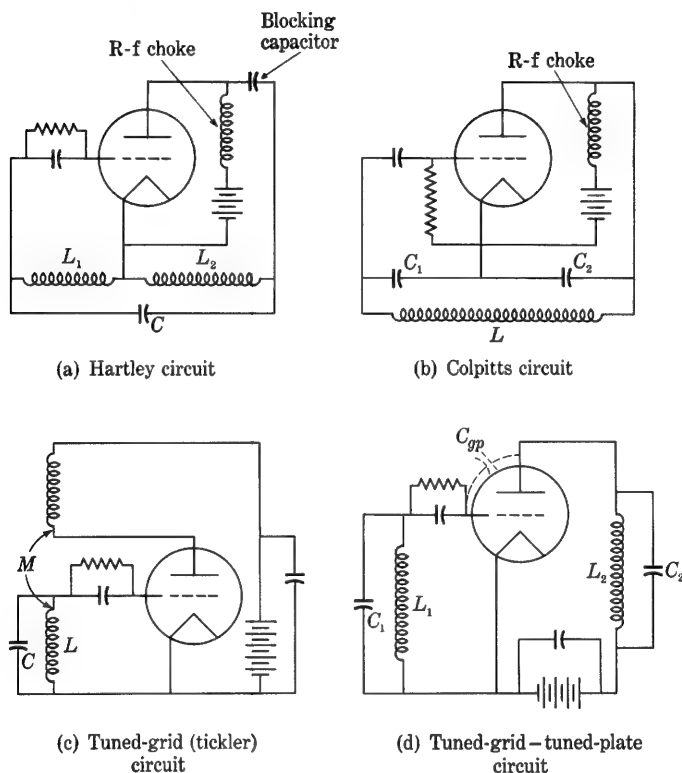 Blocking
capacitor
R-f choke
R-f choke
L₁
L₂
C
C₁
C₂
L
(a) Hartley circuit
(b) Colpitts circuit
C_gp
M
C
L
C₁
L₁
L₂
C₂
(c) Tuned-grid (tickler)
circuit
(d) Tuned-grid–tuned-plate
circuit